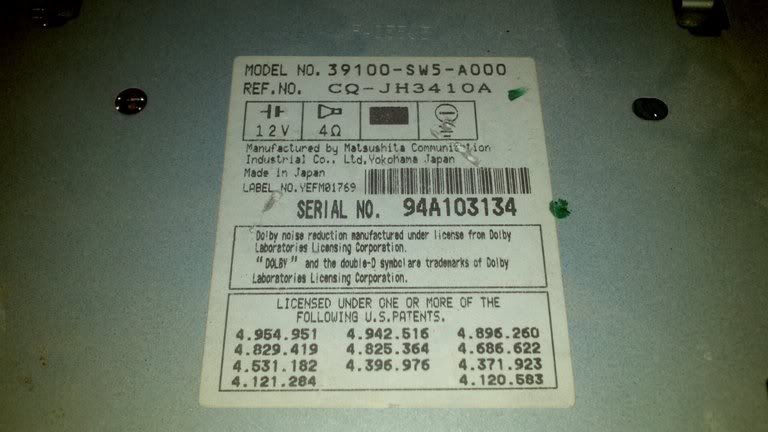 MODEL NO. 39100-SW5-A000
REF.NO. CQ-JH3410A
12V 4Ω
Manufactured by Matsushita Communication
Industrial Co., Ltd,Yokohama Japan
Made in Japan
LABEL NO.YEFM01769
SERIAL NO. 94A103134
Dolby noise reduction manufactured under license from Dolby
Laboratories Licensing Corporation.
"DOLBY" and the double-D symbol are trademarks of Dolby
Laboratories Licensing Corporation.
LICENSED UNDER ONE OR MORE OF THE
FOLLOWING U.S.PATENTS.
4.954.951 4.942.516 4.896.260
4.829.419 4.825.364 4.686.622
4.531.182 4.396.976 4.371.923
4.121.284 4.120.583